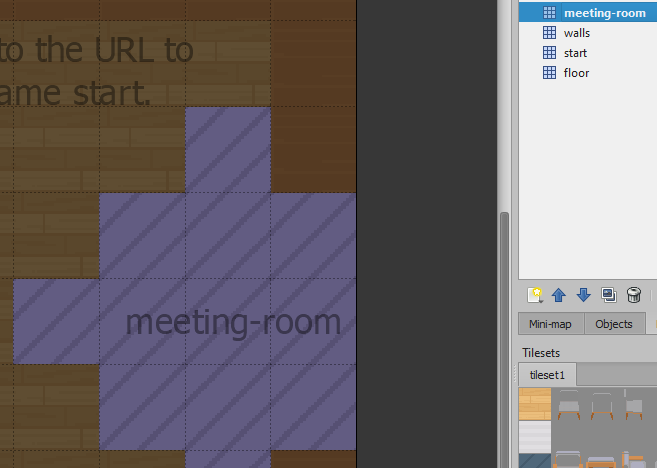 to the URL to
ame start.
meeting-room
meeting-room
walls
start
floor
Mini-map
Objects
Tilesets
tileset1